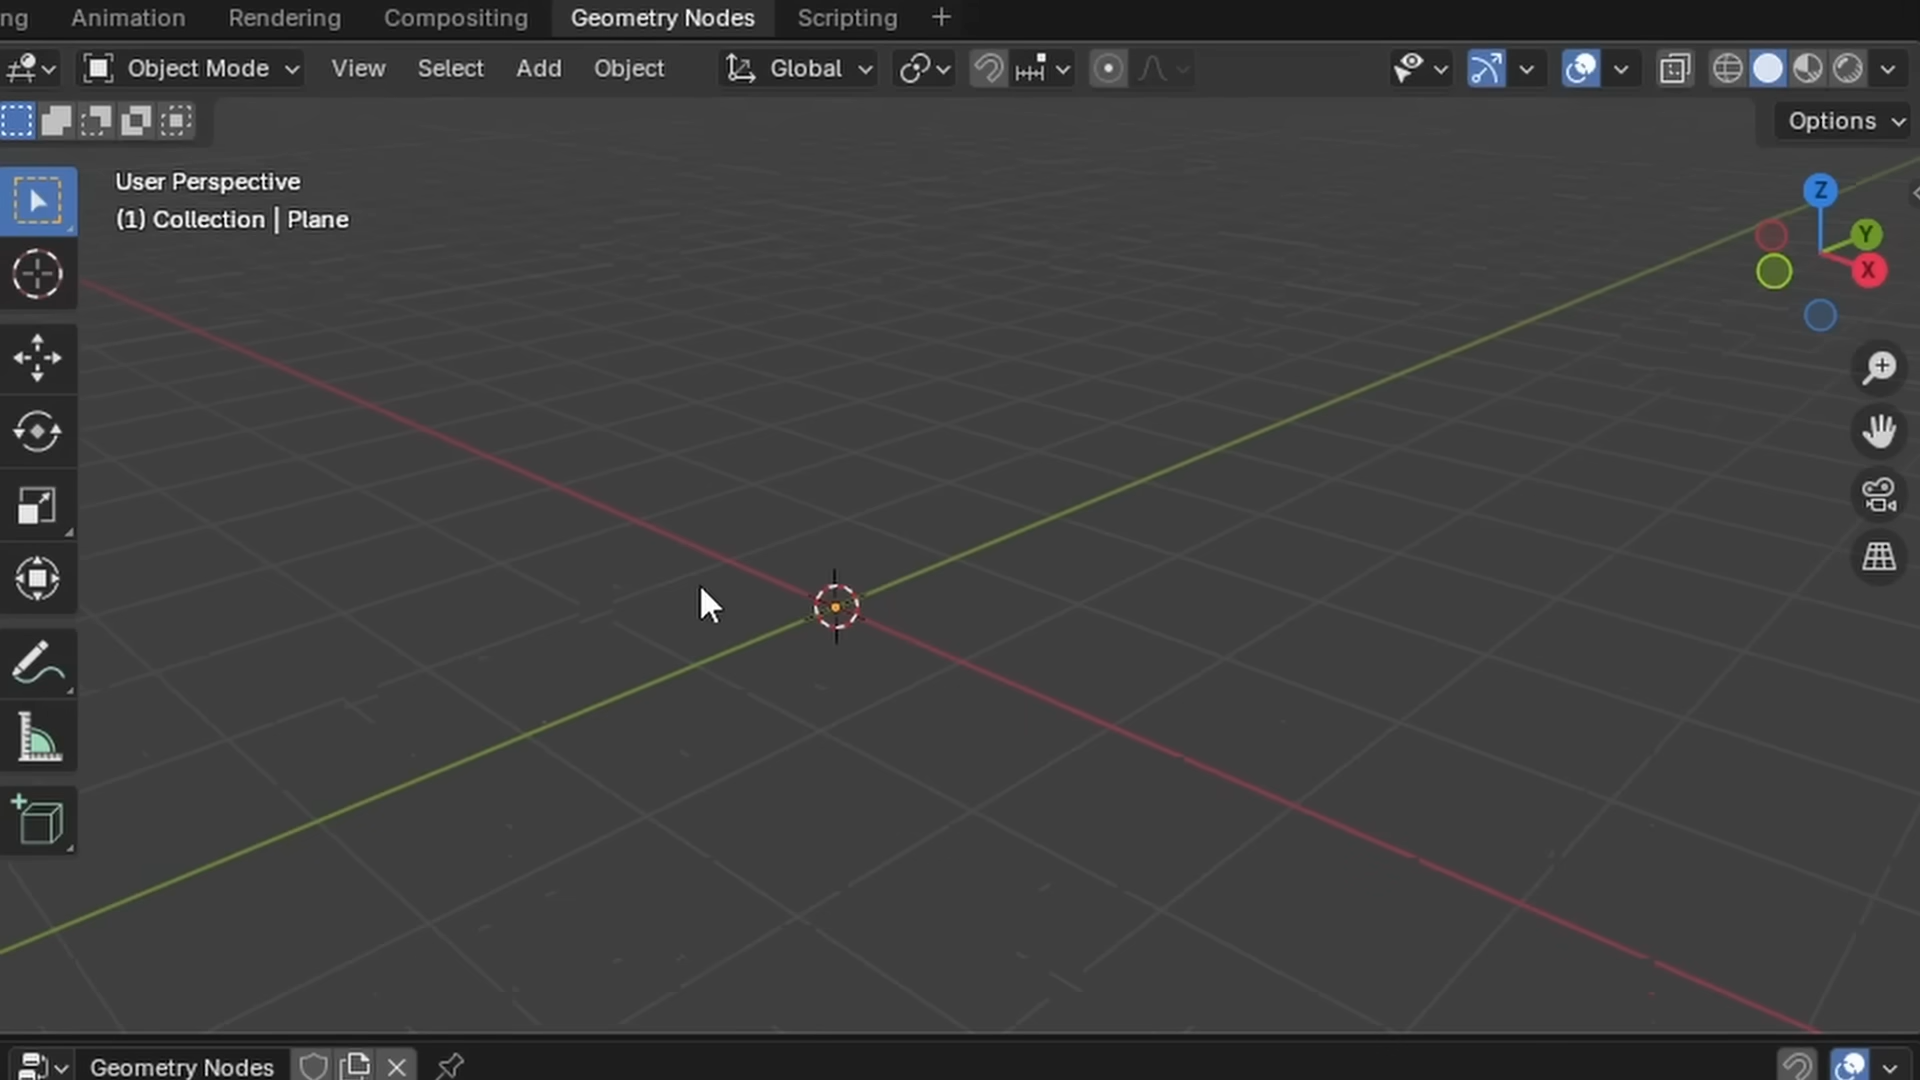 ng Animation Rendering Compositing Geometry Nodes Scripting +
Object Mode View Select Add Object Global
Options
User Perspective
(1) Collection | Plane
Z
Y
X
Geometry Nodes